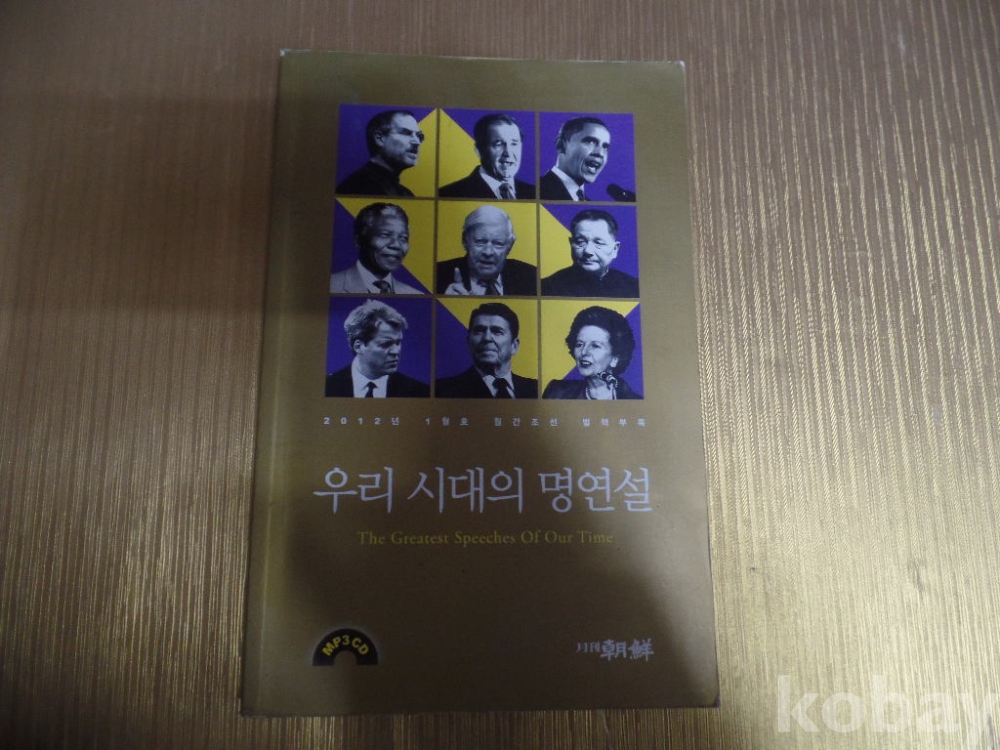 2012년 1월호 월간조선 별책부록
우리 시대의 명연설
The Greatest Speeches Of Our Time
MP3 CD
月刊 朝鮮
kobay